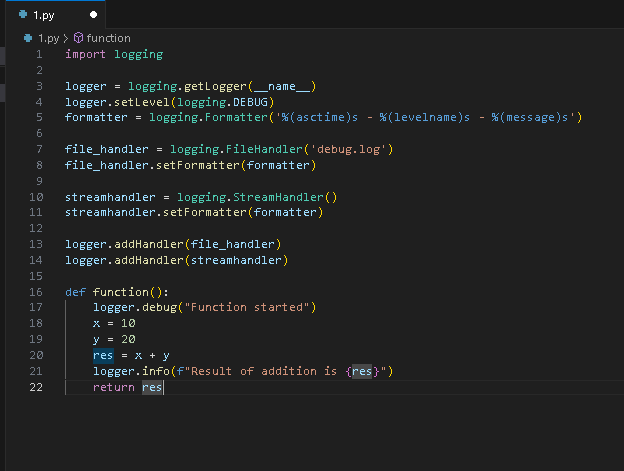 1.py
1.py > function
1 import logging
2
3 logger = logging.getLogger(__name__)
4 logger.setLevel(logging.DEBUG)
5 formatter = logging.Formatter('%(asctime)s - %(levelname)s - %(message)s')
6
7 file_handler = logging.FileHandler('debug.log')
8 file_handler.setFormatter(formatter)
9
10 streamhandler = logging.StreamHandler()
11 streamhandler.setFormatter(formatter)
12
13 logger.addHandler(file_handler)
14 logger.addHandler(streamhandler)
15
16 def function():
17     logger.debug("Function started")
18     x = 10
19     y = 20
20     res = x + y
21     logger.info(f"Result of addition is {res}")
22     return res